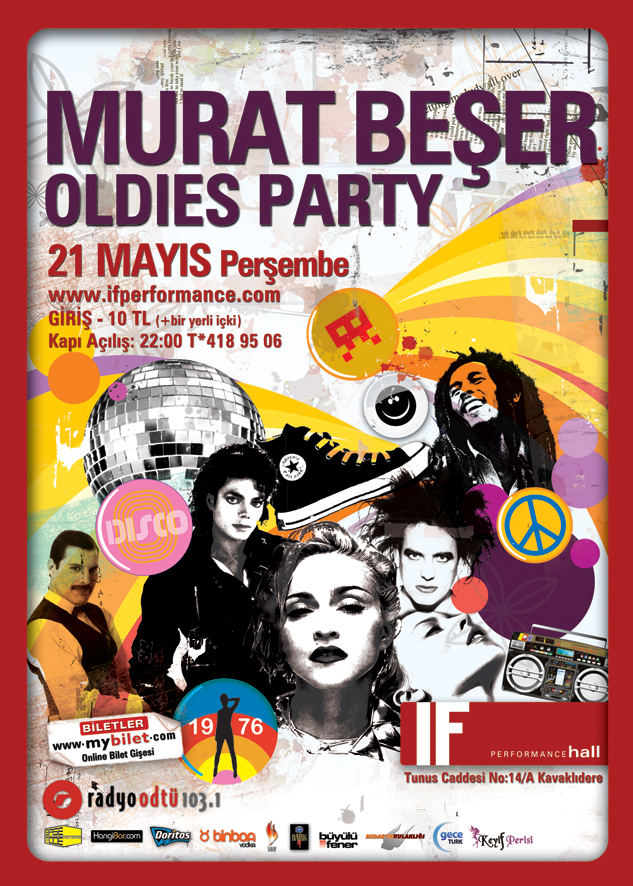 MURAT BEŞER
OLDIES PARTY
21 MAYIS Perşembe
www.ifperformance.com
GİRİŞ - 10 TL (+bir yerli içki)
Kapı Açılış: 22:00 T*418 95 06
DISCO
19 76
BİLETLER
www.mybilet.com
Online Bilet Gişesi
IF
PERFORMANCE hall
Tunus Caddesi No:14/A Kavaklıdere
radyoodtü 103.1
HangiBar.com
Doritos
binboa
vodka
büyülü
fener
MIDASIN KULAKLIĞI
gece
TURK
Keyif Perisi